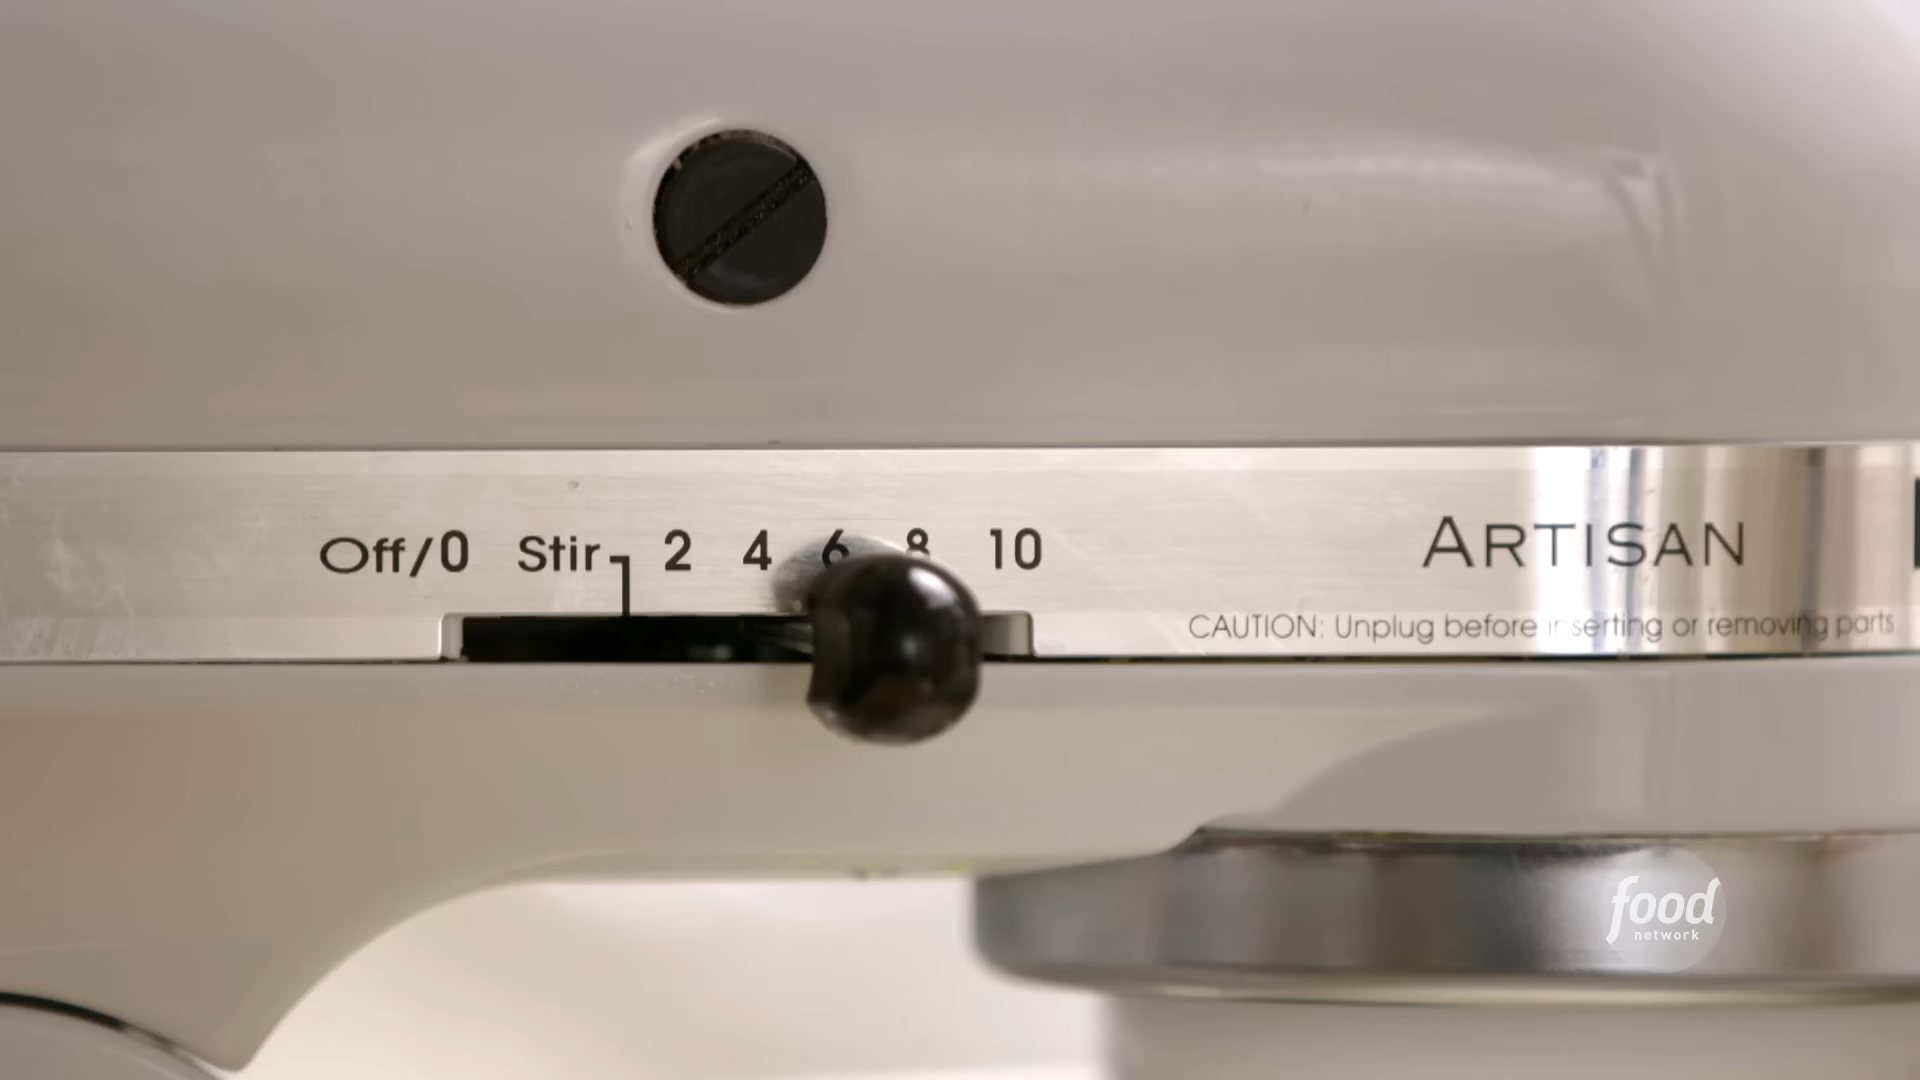 Off/0 Stir 2 4 6 8 10
ARTISAN
CAUTION: Unplug before inserting or removing parts.
food
network